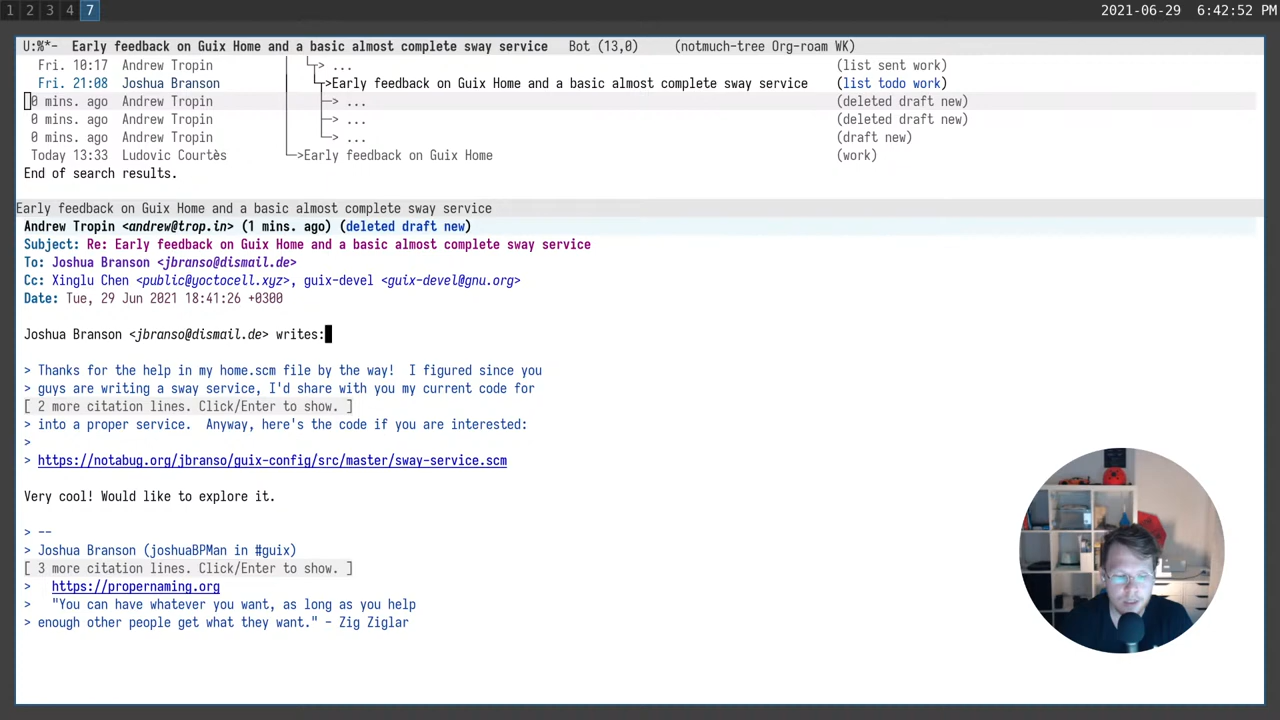 1 2 3 4 7 2021-06-29 6:42:52 PM
U:%*- Early feedback on Guix Home and a basic almost complete sway service Bot (13,0) (notmuch-tree Org-roam WK)
Fri. 10:17 Andrew Tropin ... (list sent work)
Fri. 21:08 Joshua Branson Early feedback on Guix Home and a basic almost complete sway service (list todo work)
0 mins. ago Andrew Tropin ... (deleted draft new)
0 mins. ago Andrew Tropin ... (deleted draft new)
0 mins. ago Andrew Tropin ... (draft new)
Today 13:33 Ludovic Courtès Early feedback on Guix Home (work)
End of search results.
Early feedback on Guix Home and a basic almost complete sway service
Andrew Tropin <andrew@trop.in> (1 mins. ago) (deleted draft new)
Subject: Re: Early feedback on Guix Home and a basic almost complete sway service
To: Joshua Branson <jbranso@dismail.de>
Cc: Xinglu Chen <public@yoctocell.xyz>, guix-devel <guix-devel@gnu.org>
Date: Tue, 29 Jun 2021 18:41:26 +0300
Joshua Branson <jbranso@dismail.de> writes:
> Thanks for the help in my home.scm file by the way! I figured since you
> guys are writing a sway service, I'd share with you my current code for
[ 2 more citation lines. Click/Enter to show. ]
> into a proper service. Anyway, here's the code if you are interested:
>
> https://notabug.org/jbranso/guix-config/src/master/sway-service.scm
Very cool! Would like to explore it.
> --
> Joshua Branson (joshuaBPMan in #guix)
[ 3 more citation lines. Click/Enter to show. ]
> https://propernaming.org
> "You can have whatever you want, as long as you help
> enough other people get what they want." - Zig Ziglar